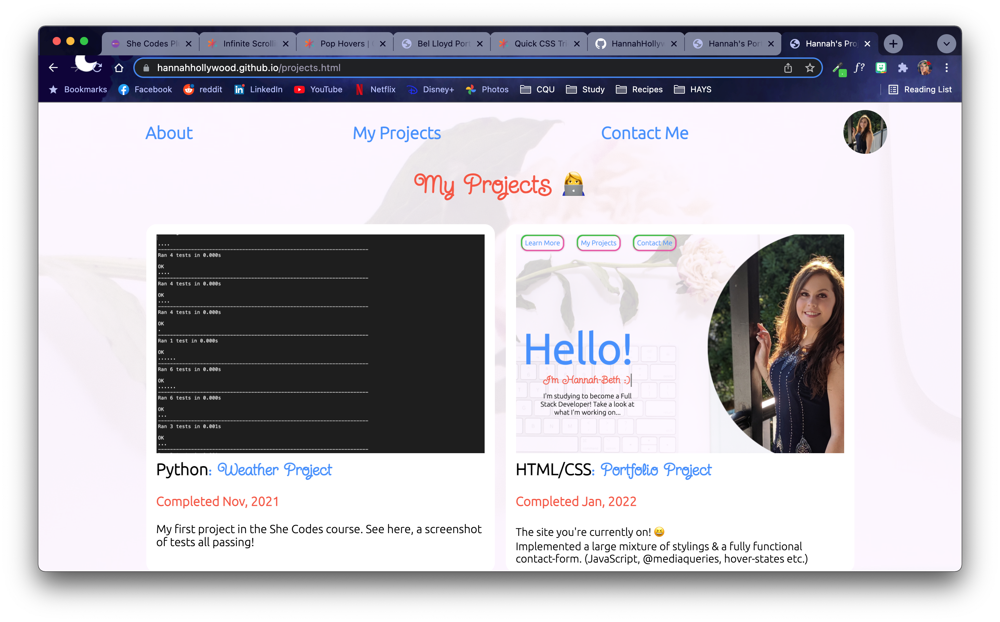 She Codes Pl
Infinite Scrolli
Pop Hovers |
Bel Lloyd Port
Quick CSS Tri
HannahHollyw
Hannah's Port
Hannah's Proj
hannahhollywood.github.io/projects.html
f?
Bookmarks
Facebook
reddit
LinkedIn
YouTube
Netflix
Disney+
Photos
CQU
Study
Recipes
HAYS
Reading List
About
My Projects
Contact Me
My Projects
....
Ran 4 tests in 0.000s
OK
....
Ran 4 tests in 0.000s
OK
....
Ran 4 tests in 0.000s
OK
.
Ran 1 test in 0.000s
OK
......
Ran 6 tests in 0.000s
OK
......
Ran 6 tests in 0.000s
OK
...
Ran 3 tests in 0.001s
OK
...
Python: Weather Project
Completed Nov, 2021
My first project in the She Codes course. See here, a screenshot
of tests all passing!
Learn More
My Projects
Contact Me
Hello!
I'm Hannah-Beth :)
I'm studying to become a Full
Stack Developer! Take a look at
what I'm working on...
HTML/CSS: Portfolio Project
Completed Jan, 2022
The site you're currently on! 😆
Implemented a large mixture of stylings & a fully functional
contact-form. (JavaScript, @mediaqueries, hover-states etc.)